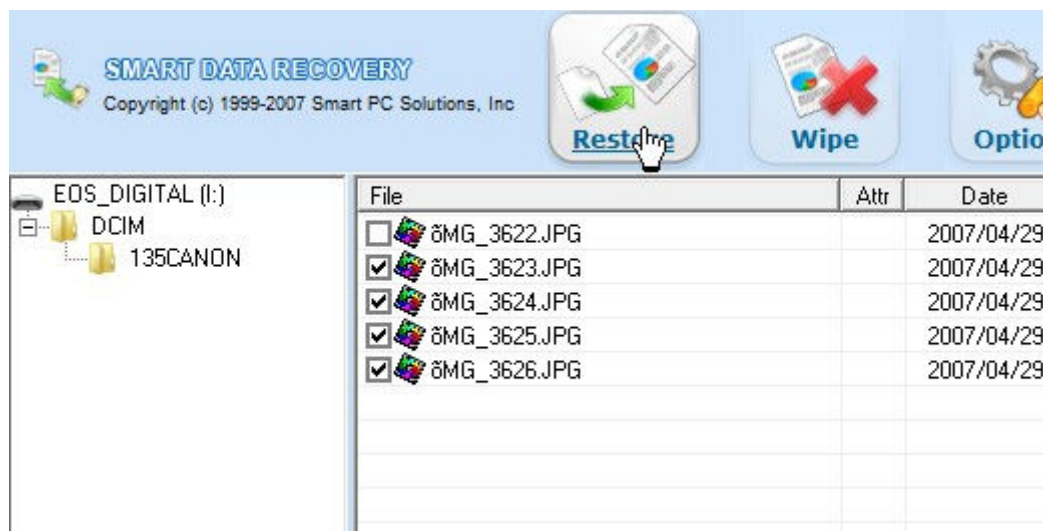 SMART DATA RECOVERY
Copyright (c) 1999-2007 Smart PC Solutions, Inc
Restore
Wipe
Optio
EOS_DIGITAL (I:)
DCIM
135CANON
File Attr Date
õMG_3622.JPG 2007/04/29
õMG_3623.JPG 2007/04/29
õMG_3624.JPG 2007/04/29
õMG_3625.JPG 2007/04/29
õMG_3626.JPG 2007/04/29